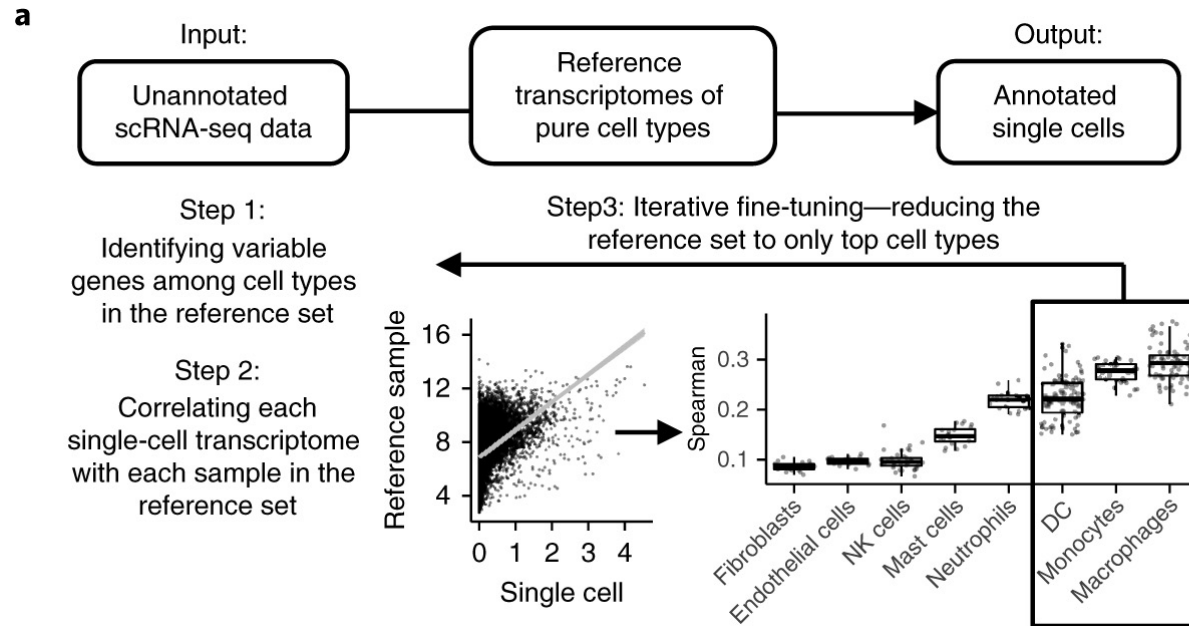 a
Input:
Unannotated
scRNA-seq data
Reference
transcriptomes of
pure cell types
Output:
Annotated
single cells
Step 1:
Identifying variable
genes among cell types
in the reference set
Step 2:
Correlating each
single-cell transcriptome
with each sample in the
reference set
Step3: Iterative fine-tuning—reducing the
reference set to only top cell types
Reference sample
16
12
8
4
0 1 2 3 4
Single cell
Spearman
0.3
0.2
0.1
Fibroblasts
Endothelial cells
NK cells
Mast cells
Neutrophils
DC
Monocytes
Macrophages